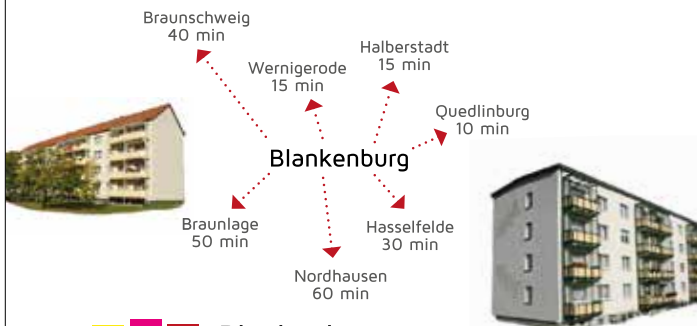 Braunschweig
40 min
Wernigerode
15 min
Halberstadt
15 min
Quedlinburg
10 min
Blankenburg
Braunlage
50 min
Hasselfelde
30 min
Nordhausen
60 min